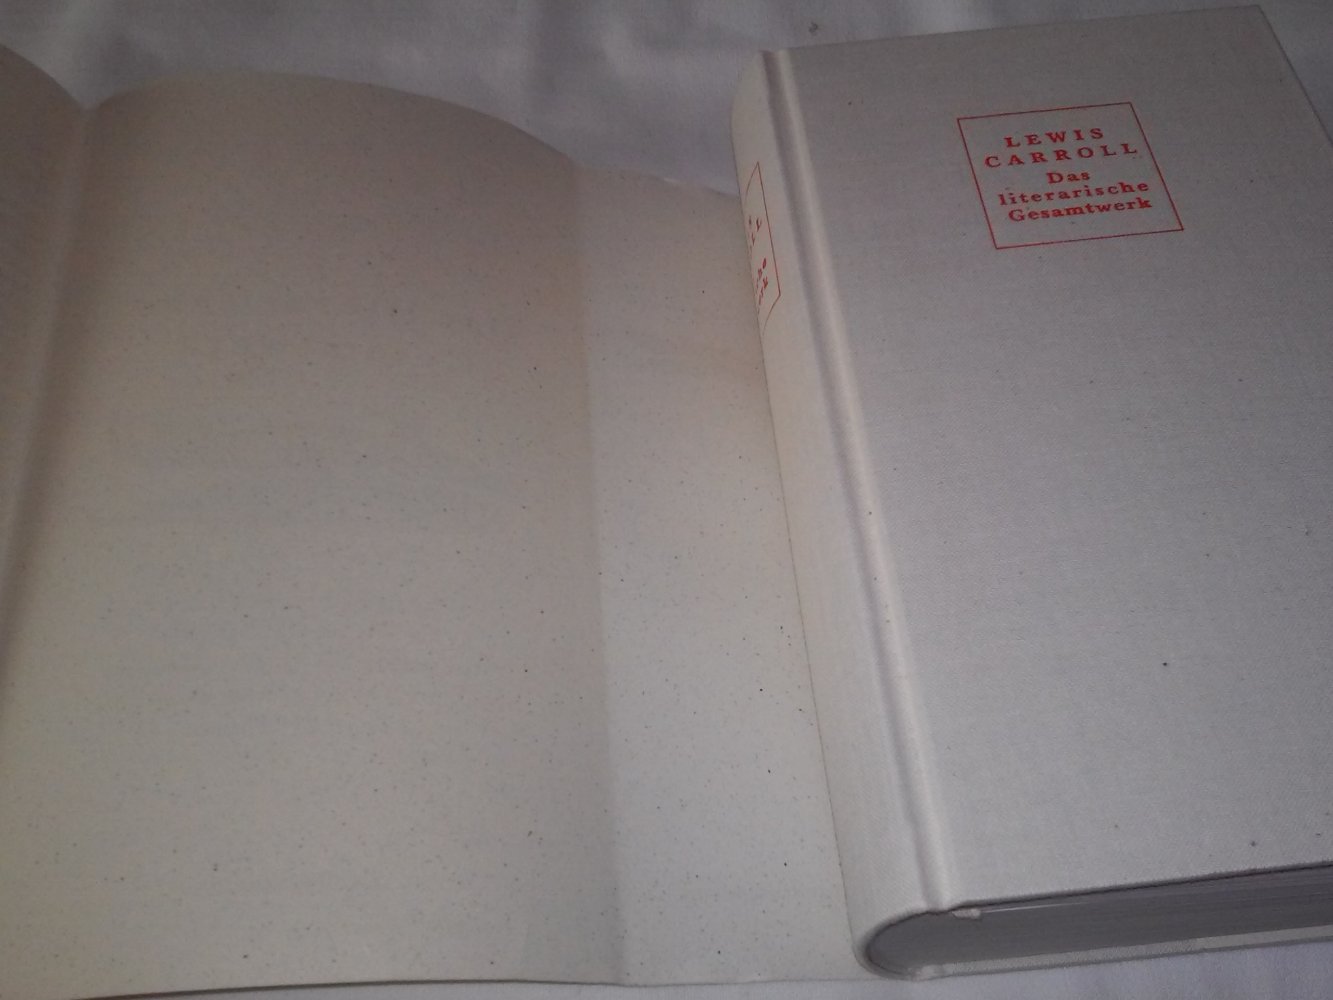 LEWIS
CARROLL
Das
literarische
Gesamtwerk